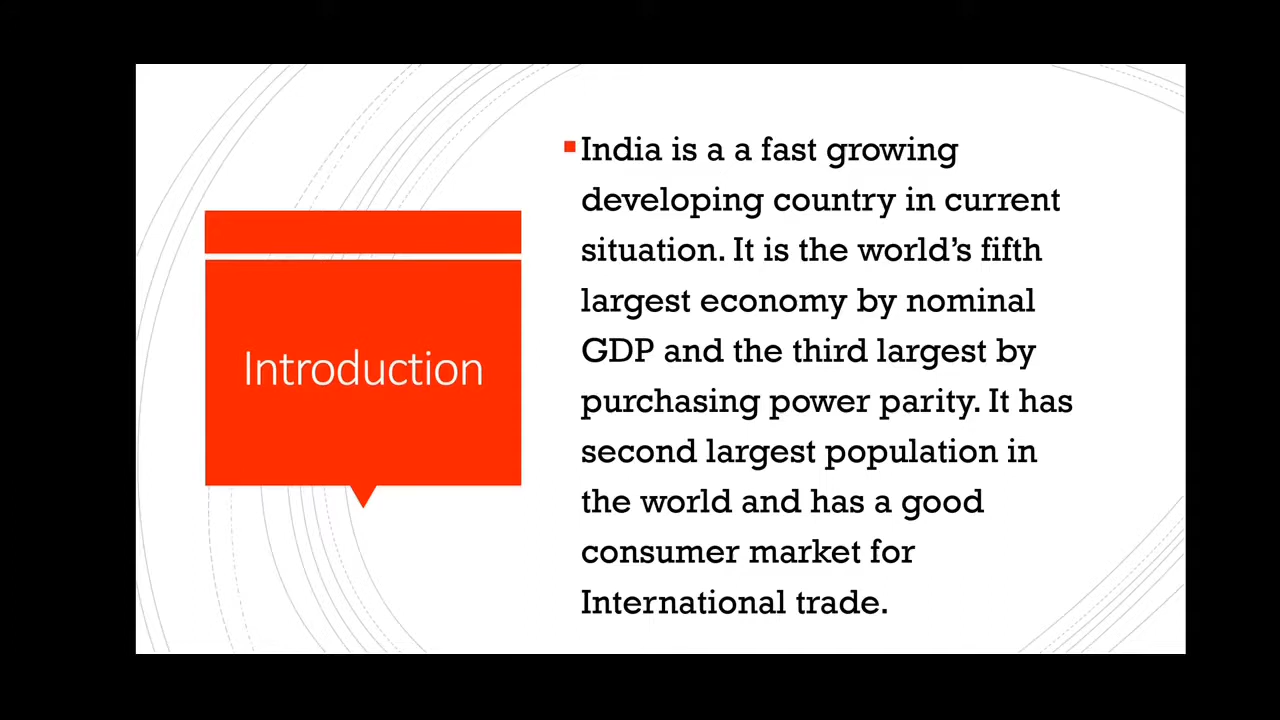 Introduction
India is a a fast growing
developing country in current
situation. It is the world’s fifth
largest economy by nominal
GDP and the third largest by
purchasing power parity. It has
second largest population in
the world and has a good
consumer market for
International trade.